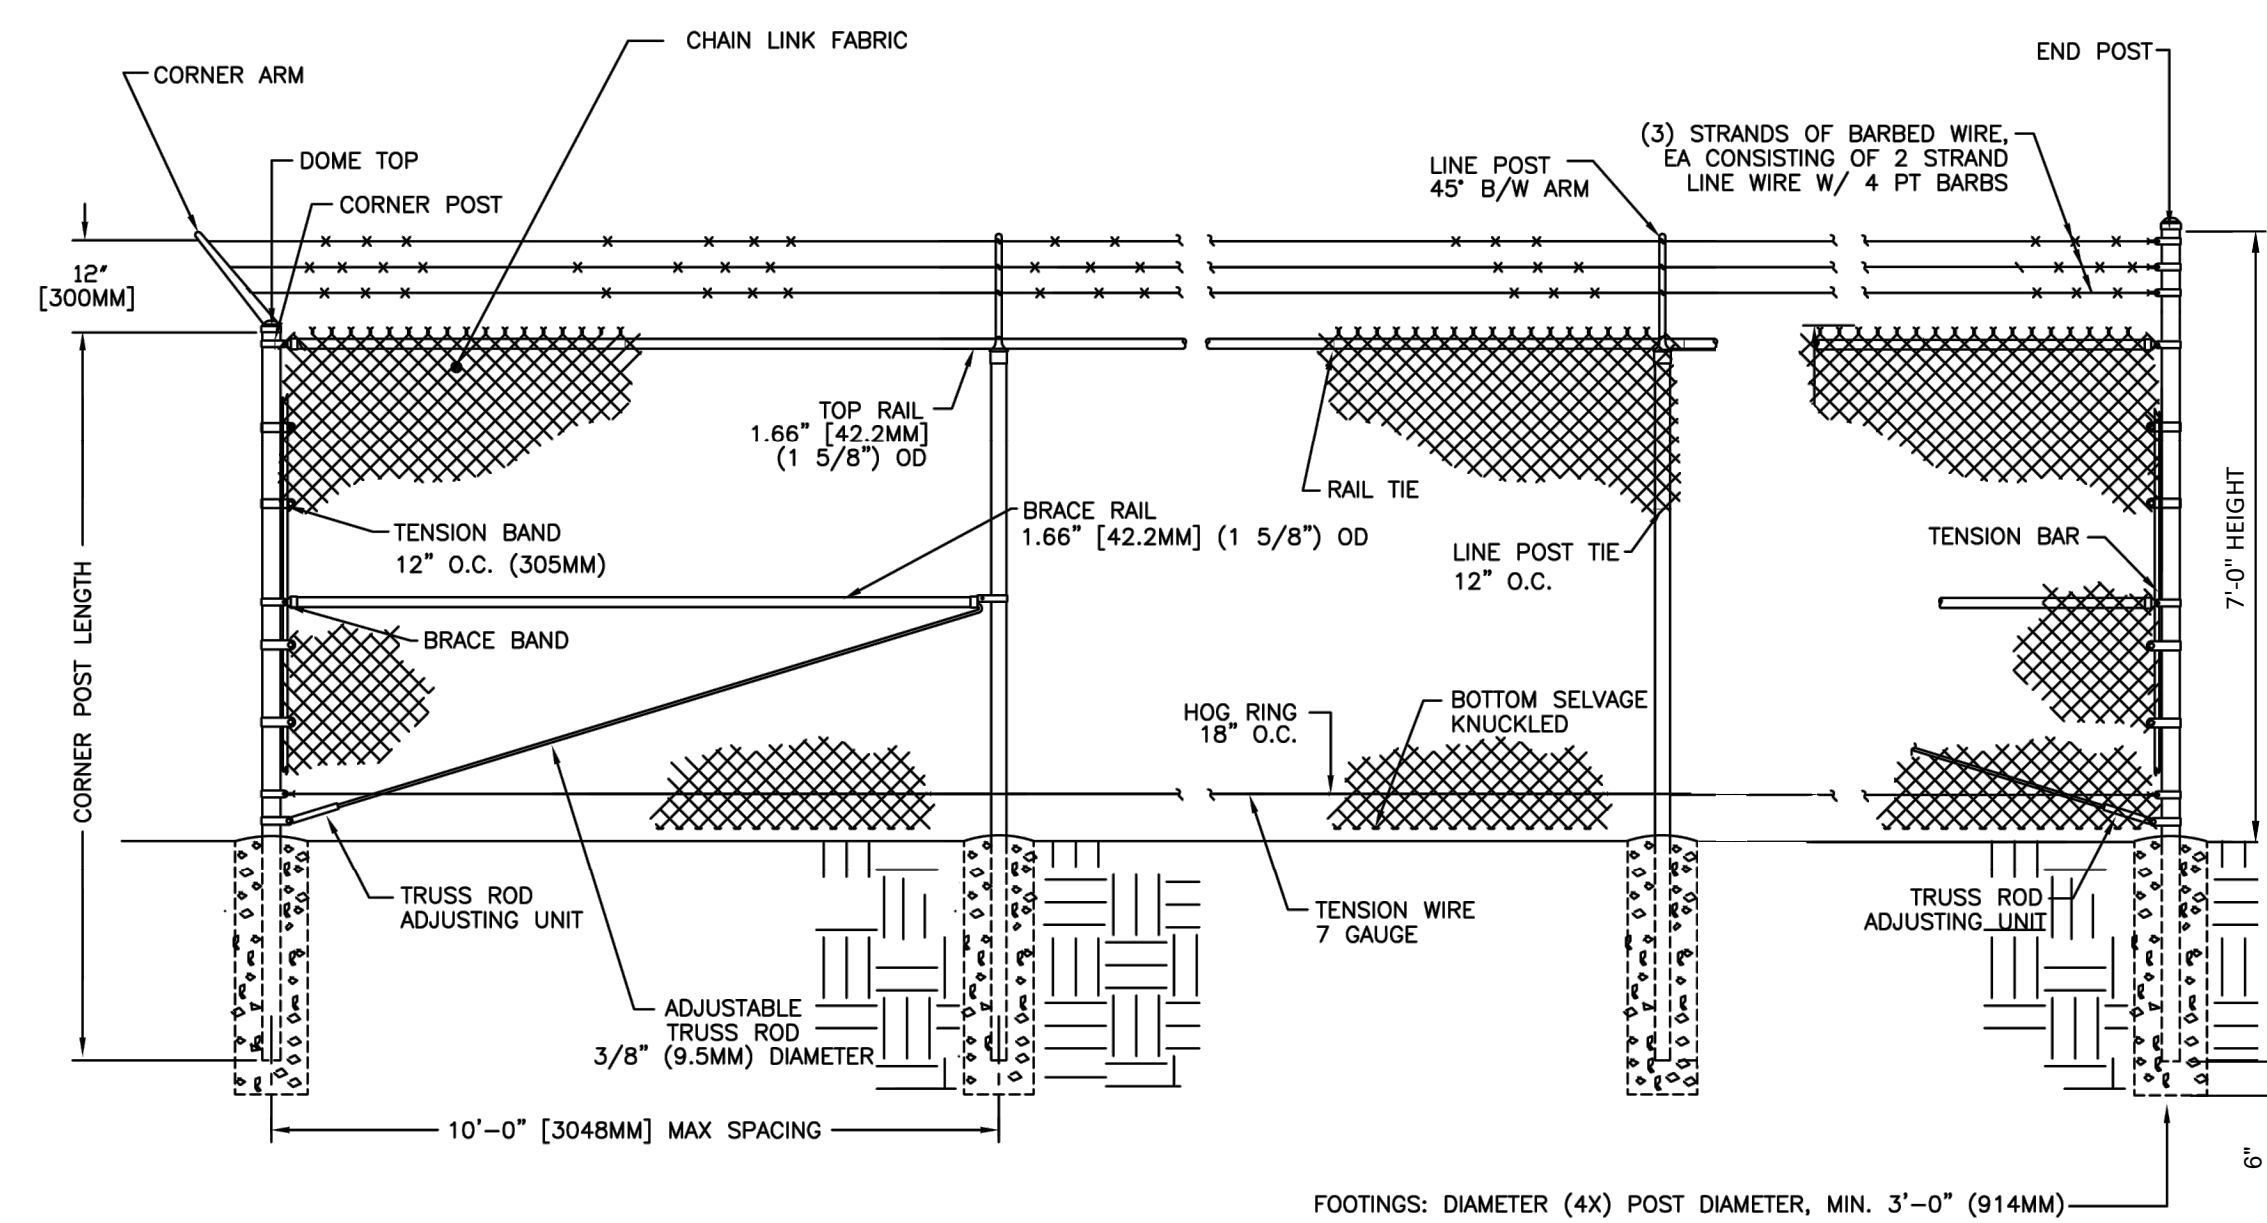 CHAIN LINK FABRIC
CORNER ARM
END POST
(3) STRANDS OF BARBED WIRE,
EA CONSISTING OF 2 STRAND
LINE WIRE W/ 4 PT BARBS
DOME TOP
LINE POST
45° B/W ARM
CORNER POST
12"
[300MM]
TOP RAIL
1.66" [42.2MM]
(1 5/8") OD
RAIL TIE
BRACE RAIL
1.66" [42.2MM] (1 5/8") OD
TENSION BAND
12" O.C. (305MM)
LINE POST TIE
12" O.C.
TENSION BAR
7'-0" HEIGHT
CORNER POST LENGTH
BRACE BAND
HOG RING
18" O.C.
BOTTOM SELVAGE
KNUCKLED
TRUSS ROD
ADJUSTING UNIT
TENSION WIRE
7 GAUGE
TRUSS ROD
ADJUSTING UNIT
ADJUSTABLE
TRUSS ROD
3/8" (9.5MM) DIAMETER
10'-0" [3048MM] MAX SPACING
6"
FOOTINGS: DIAMETER (4X) POST DIAMETER, MIN. 3'-0" (914MM)